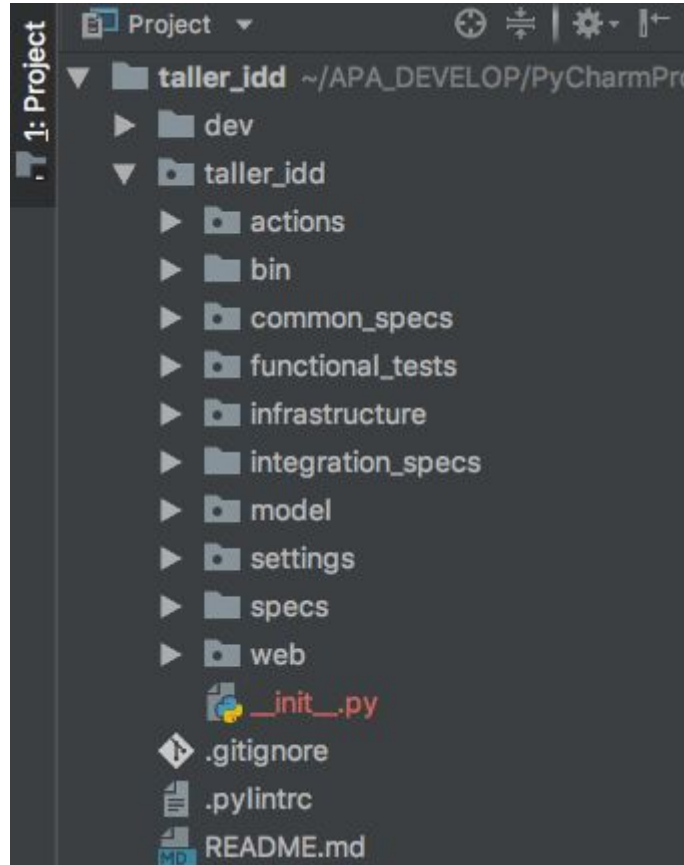 1: Project
Project
taller_idd ~/APA_DEVELOP/PyCharmPro
dev
taller_idd
actions
bin
common_specs
functional_tests
infrastructure
integration_specs
model
settings
specs
web
__init__.py
.gitignore
.pylintrc
MD README.md